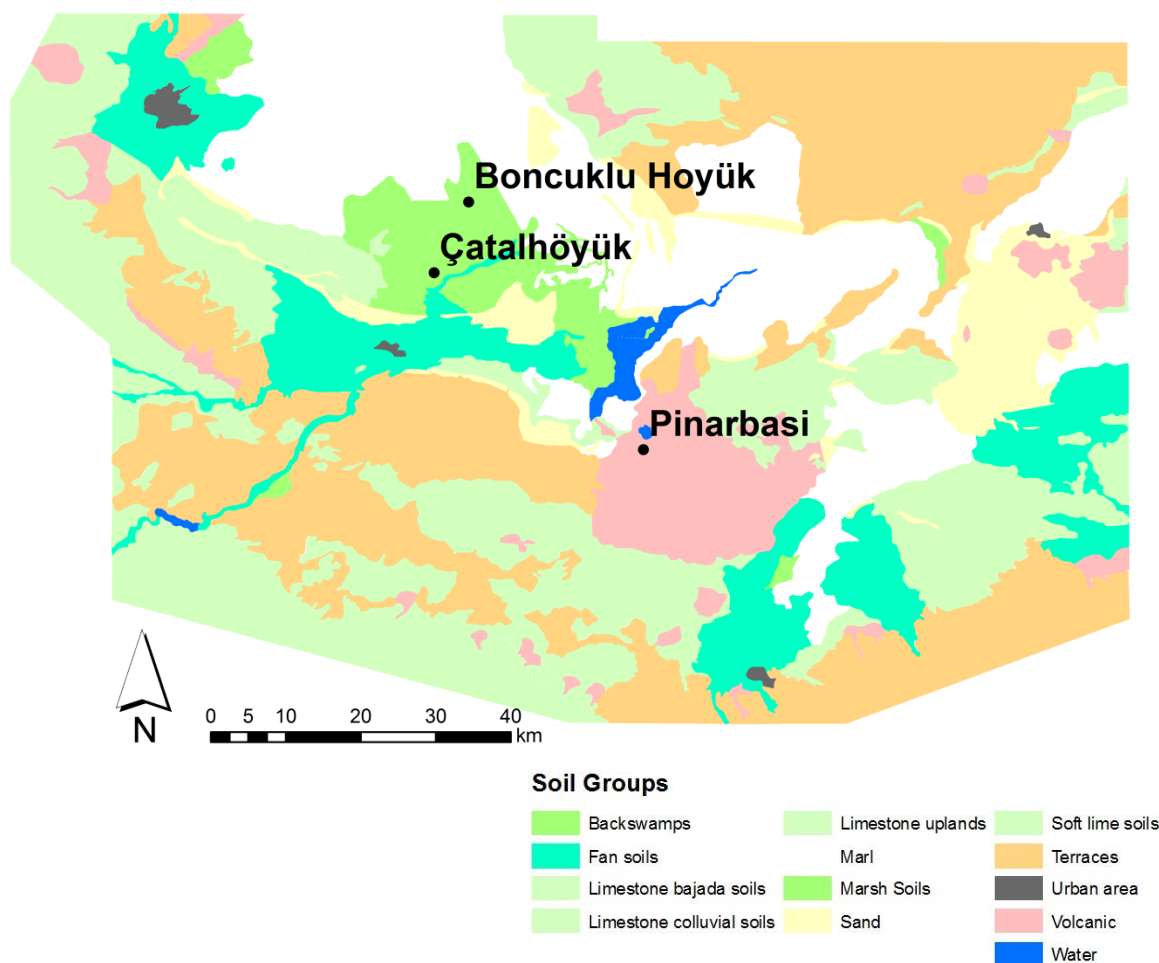 Boncuklu Hoyük
Çatalhöyük
Pinarbasi
N
0 5 10 20 30 40
km
Soil Groups
Backswamps
Fan soils
Limestone bajada soils
Limestone colluvial soils
Limestone uplands
Marl
Marsh Soils
Sand
Soft lime soils
Terraces
Urban area
Volcanic
Water